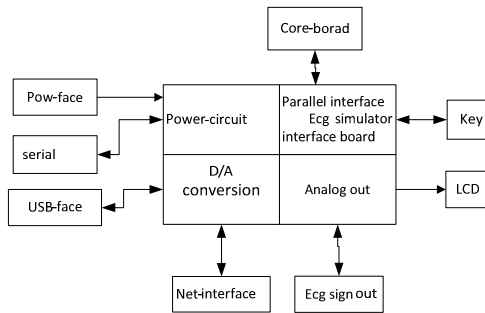 Core-borad
Pow-face
Parallel interface
Power-circuit
Ecg simulator
interface board
Key
serial
D/A
conversion
Analog out
LCD
USB-face
Net-interface
Ecg sign out